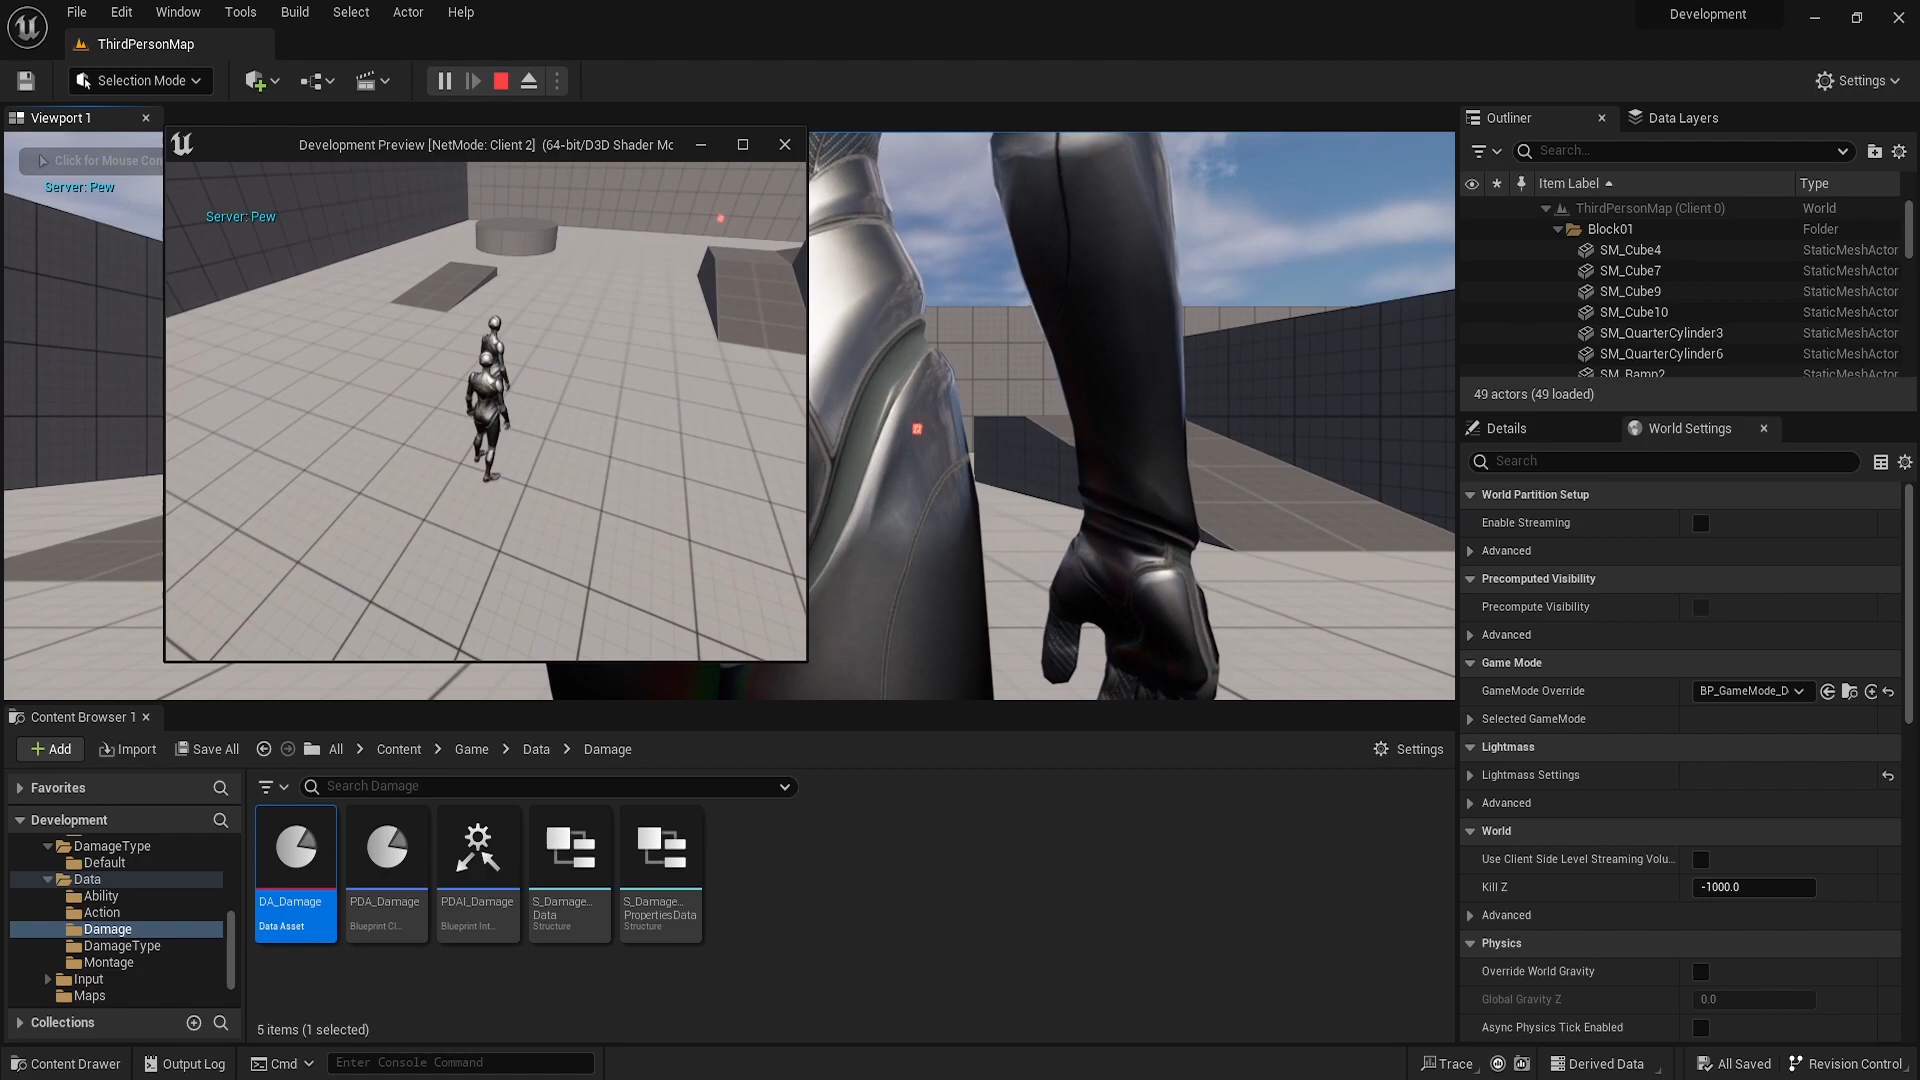 File Edit Window Tools Build Select Actor Help
Development
ThirdPersonMap
Selection Mode
Settings
Viewport 1
Click for Mouse Con
Server: Pew
Development Preview [NetMode: Client 2] (64-bit/D3D Shader Mc
Server: Pew
Outliner
Data Layers
Search...
Item Label
Type
ThirdPersonMap (Client 0) World
Block01 Folder
SM_Cube4 StaticMeshActor
SM_Cube7 StaticMeshActor
SM_Cube9 StaticMeshActor
SM_Cube10 StaticMeshActor
SM_QuarterCylinder3 StaticMeshActor
SM_QuarterCylinder6 StaticMeshActor
SM_Ramp2 StaticMeshActor
49 actors (49 loaded)
Details
World Settings
Search
World Partition Setup
Enable Streaming
Advanced
Precomputed Visibility
Precompute Visibility
Advanced
Game Mode
GameMode Override BP_GameMode_D
Selected GameMode
Lightmass
Lightmass Settings
Advanced
World
Use Client Side Level Streaming Volu...
Kill Z -1000.0
Advanced
Physics
Override World Gravity
Global Gravity Z 0.0
Async Physics Tick Enabled
Content Browser 1
Add Import Save All All Content Game Data Damage Settings
Favorites
Development
DamageType
Default
Data
Ability
Action
Damage
DamageType
Montage
Input
Maps
Collections
Search Damage
DA_Damage
Data Asset
PDA_Damage
Blueprint Cl...
PDAI_Damage
Blueprint Int...
S_Damage...
Data
Structure
S_Damage...
PropertiesData
Structure
5 items (1 selected)
Content Drawer Output Log Cmd Enter Console Command Trace Derived Data All Saved Revision Control